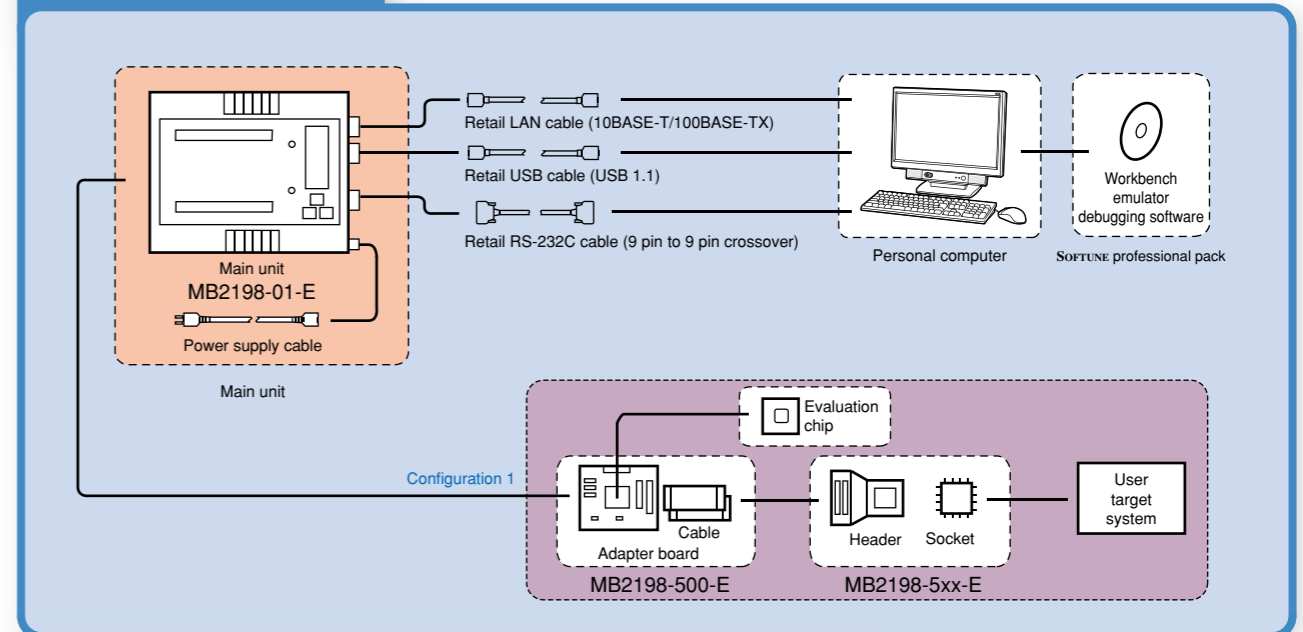 Retail LAN cable (10BASE-T/100BASE-TX)
Retail USB cable (USB 1.1)
Retail RS-232C cable (9 pin to 9 pin crossover)
Main unit
MB2198-01-E
Power supply cable
Main unit
Personal computer
Workbench
emulator
debugging software
SOFTUNE professional pack
Configuration 1
Evaluation
chip
Cable
Adapter board
MB2198-500-E
Header
Socket
MB2198-5xx-E
User
target
system